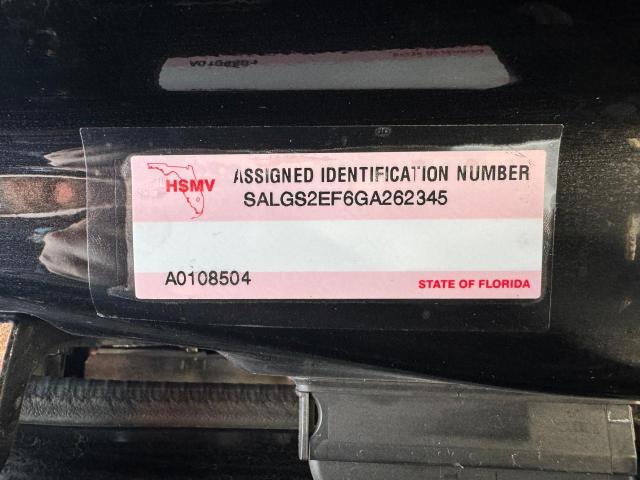 HSMV
ASSIGNED IDENTIFICATION NUMBER
SALGS2EF6GA262345
A0108504
STATE OF FLORIDA